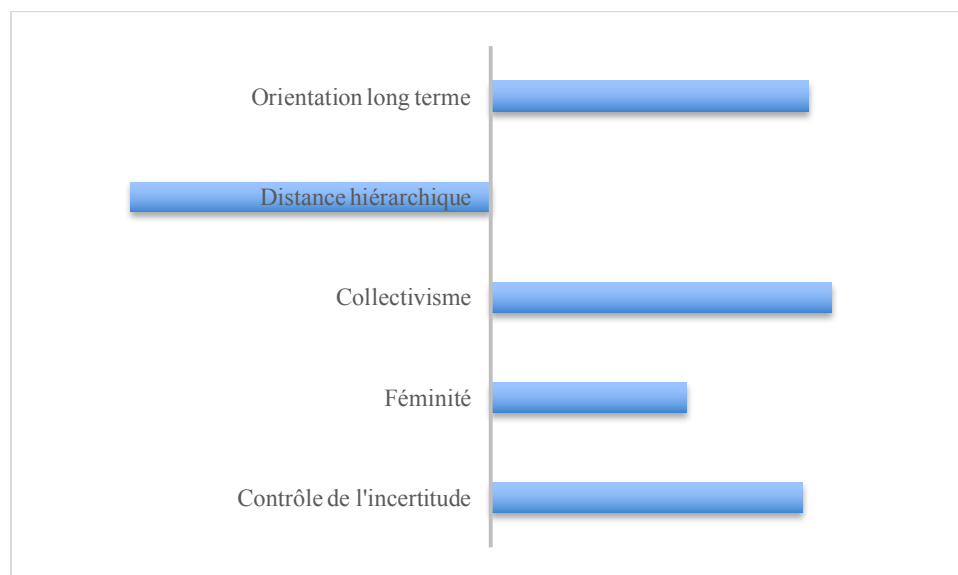 Orientation long terme
Distance hiérarchique
Collectivisme
Féminité
Contrôle de l'incertitude